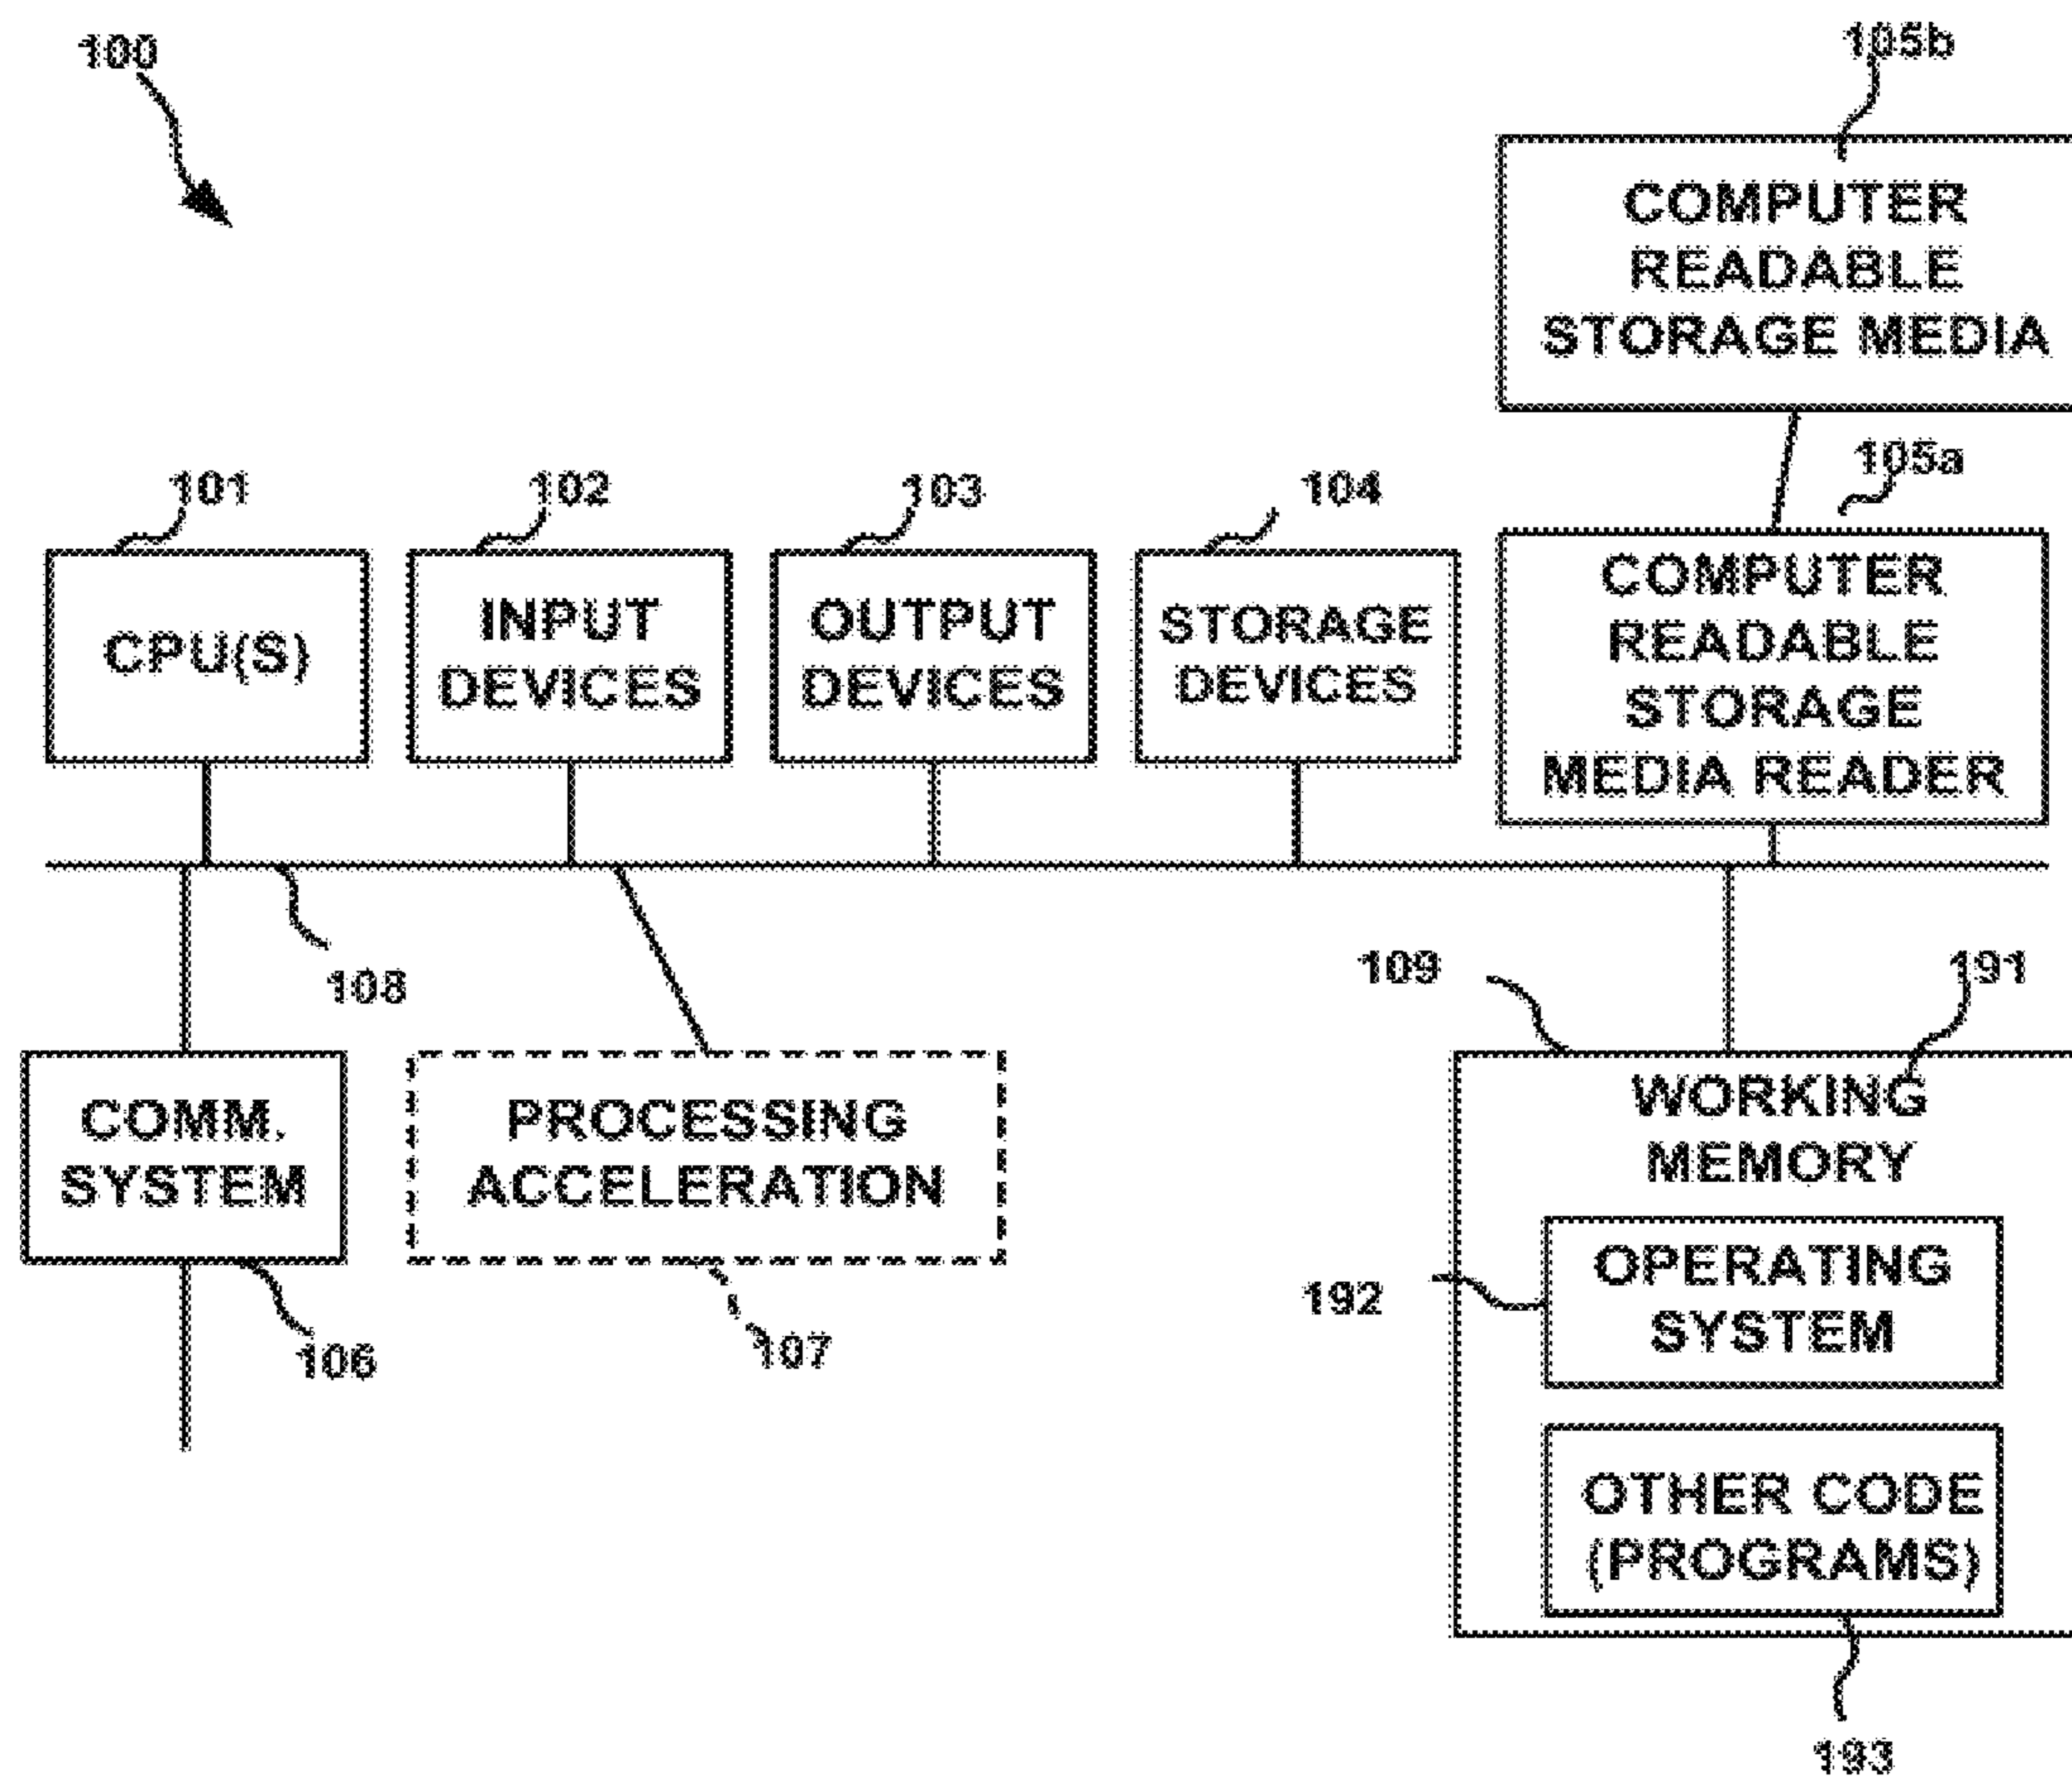 100
105b
COMPUTER
READABLE
STORAGE MEDIA
105a
101
102
103
104
CPU(S)
INPUT
DEVICES
OUTPUT
DEVICES
STORAGE
DEVICES
COMPUTER
READABLE
STORAGE
MEDIA READER
108
109
191
COMM.
SYSTEM
PROCESSING
ACCELERATION
WORKING
MEMORY
106
107
192
OPERATING
SYSTEM
OTHER CODE
(PROGRAMS)
193